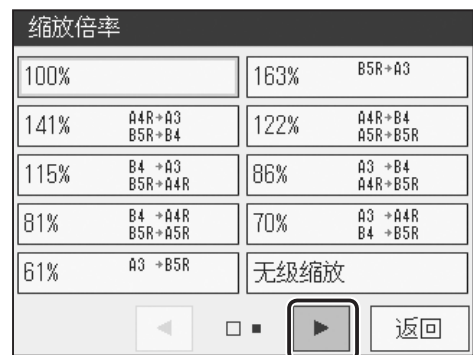 缩放倍率
100%
163% B5R→A3
141% A4R→A3
B5R→B4
122% A4R→B4
A5R→B5R
115% B4 →A3
B5R→A4R
86% A3 →B4
A4R→B5R
81% B4 →A4R
B5R→A5R
70% A3 →A4R
B4 →B5R
61% A3 →B5R
无级缩放
返回